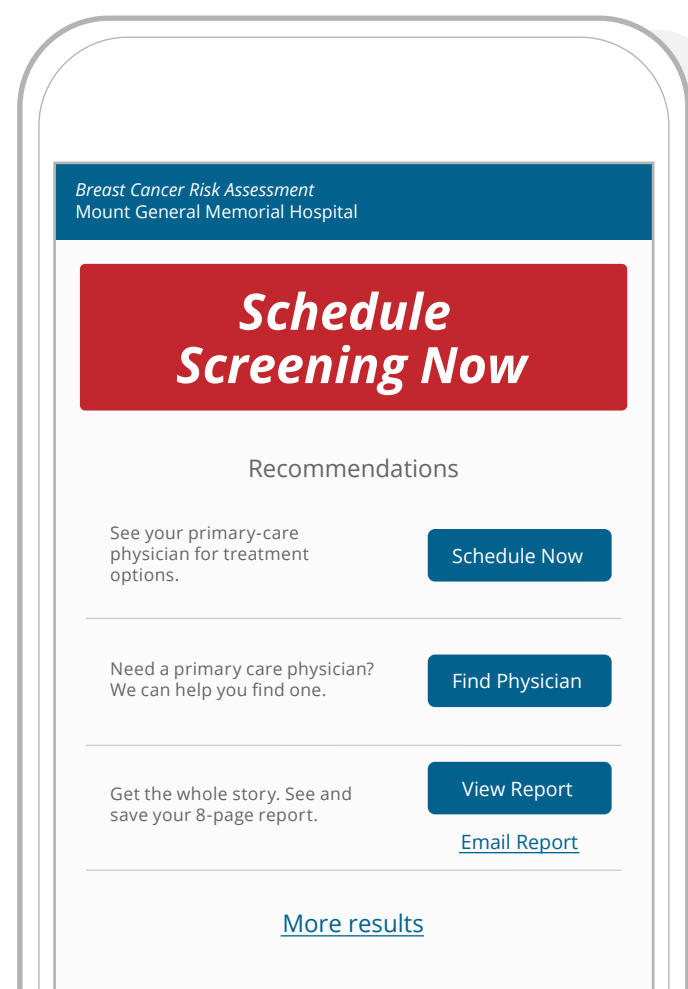 Breast Cancer Risk Assessment
Mount General Memorial Hospital
Schedule
Screening Now
Recommendations
See your primary-care
physician for treatment
options.
Schedule Now
Need a primary care physician?
We can help you find one.
Find Physician
Get the whole story. See and
save your 8-page report.
View Report
Email Report
More results